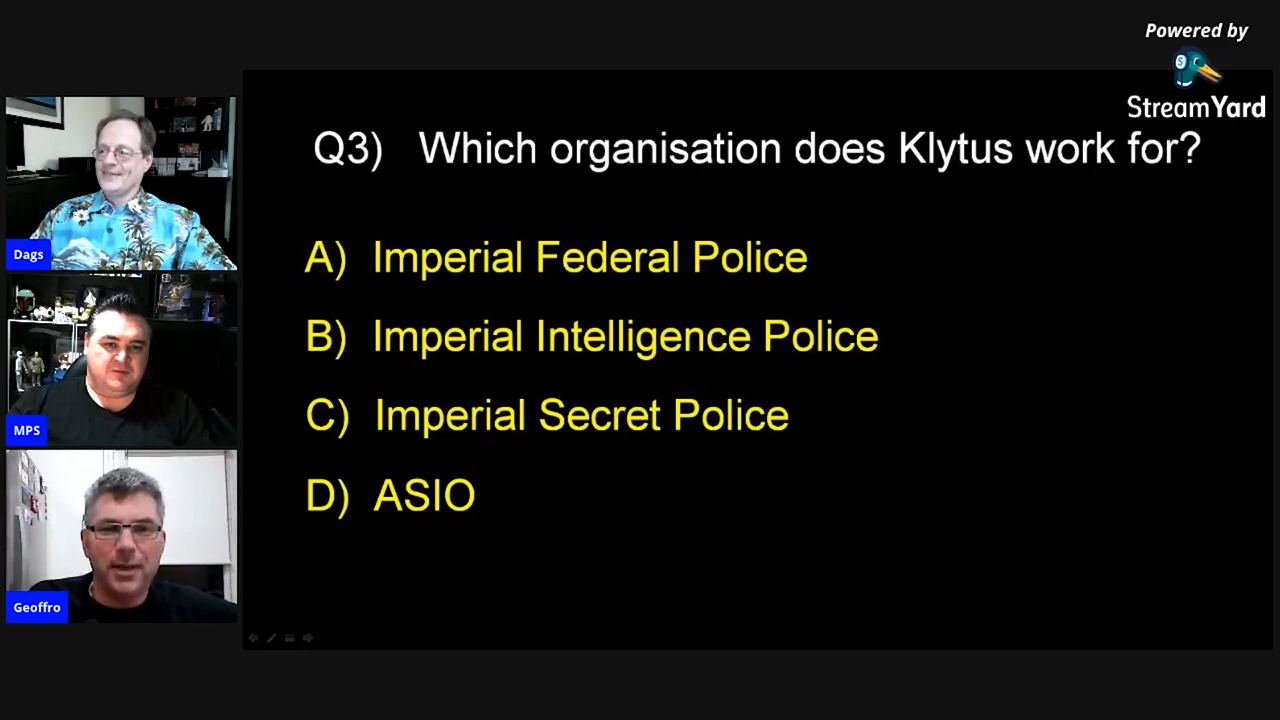 Powered by
StreamYard
Q3) Which organisation does Klytus work for?
A) Imperial Federal Police
B) Imperial Intelligence Police
C) Imperial Secret Police
D) ASIO
Dags
MPS
Geoffro